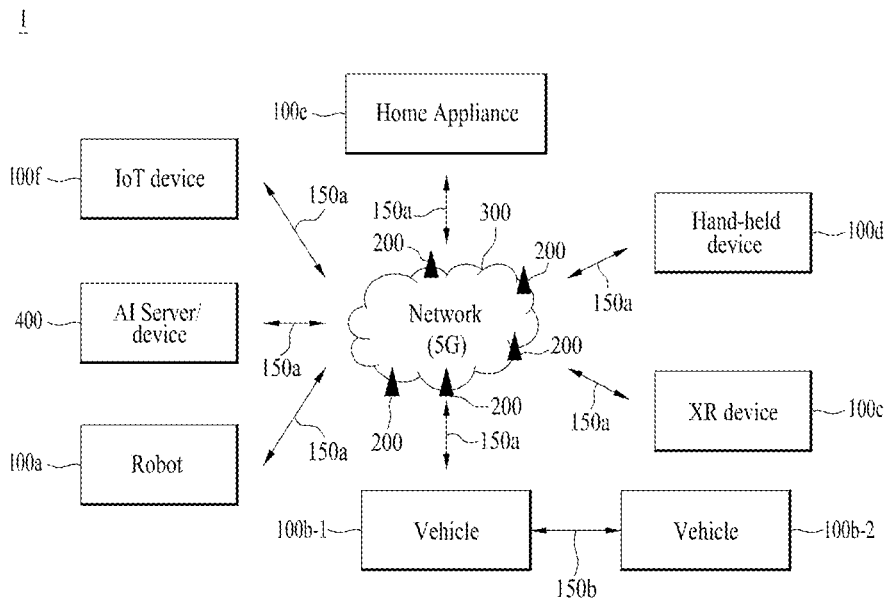 1
100e
Home Appliance
100f
IoT device
150a
150a
300
200
200
Hand-held
device
100d
150a
400
AI Server/
device
150a
Network
(5G)
200
100a
Robot
150a
200
200
150a
150a
XR device
100c
100b-1
Vehicle
Vehicle
100b-2
150b